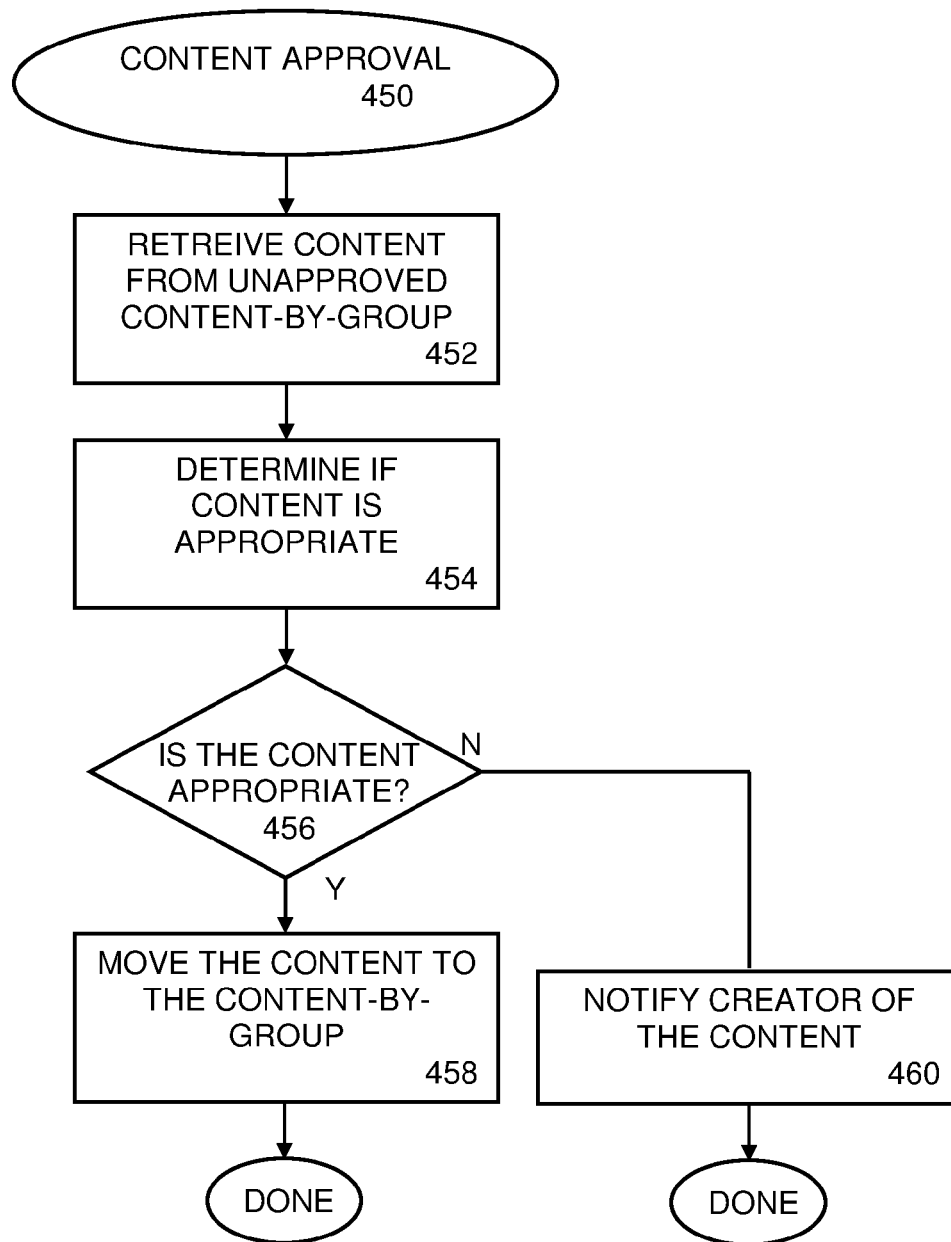 CONTENT APPROVAL
450
RETREIVE CONTENT
FROM UNAPPROVED
CONTENT-BY-GROUP
452
DETERMINE IF
CONTENT IS
APPROPRIATE
454
IS THE CONTENT
APPROPRIATE?
456
N
Y
MOVE THE CONTENT TO
THE CONTENT-BY-
GROUP
458
NOTIFY CREATOR OF
THE CONTENT
460
DONE
DONE